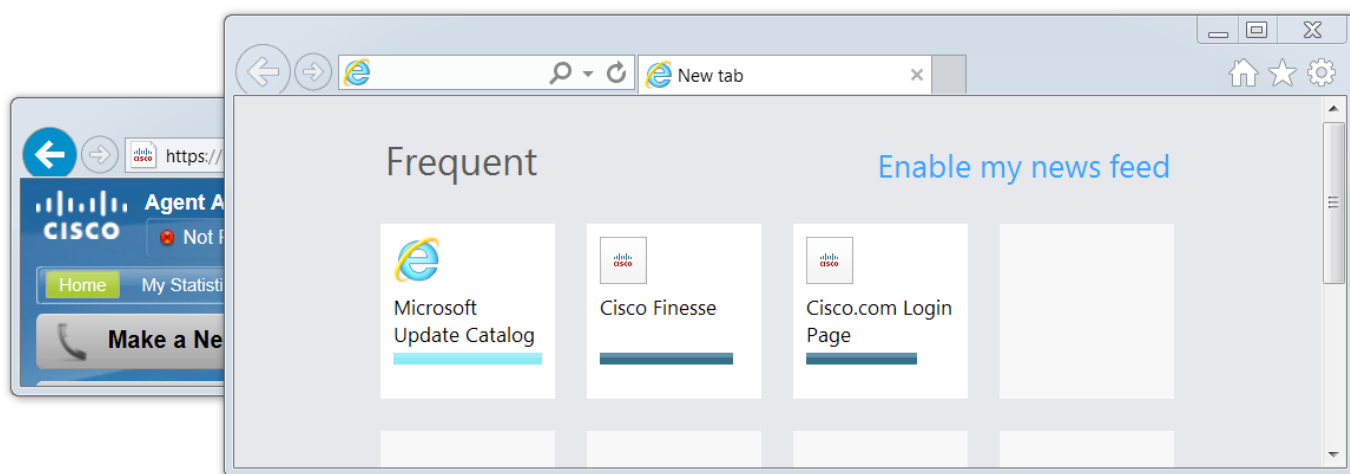 New tab
https://
Frequent
Enable my news feed
Agent A
CISCO
Not
Home
My Statisti
Make a Ne
Microsoft
Update Catalog
Cisco Finesse
Cisco.com Login
Page